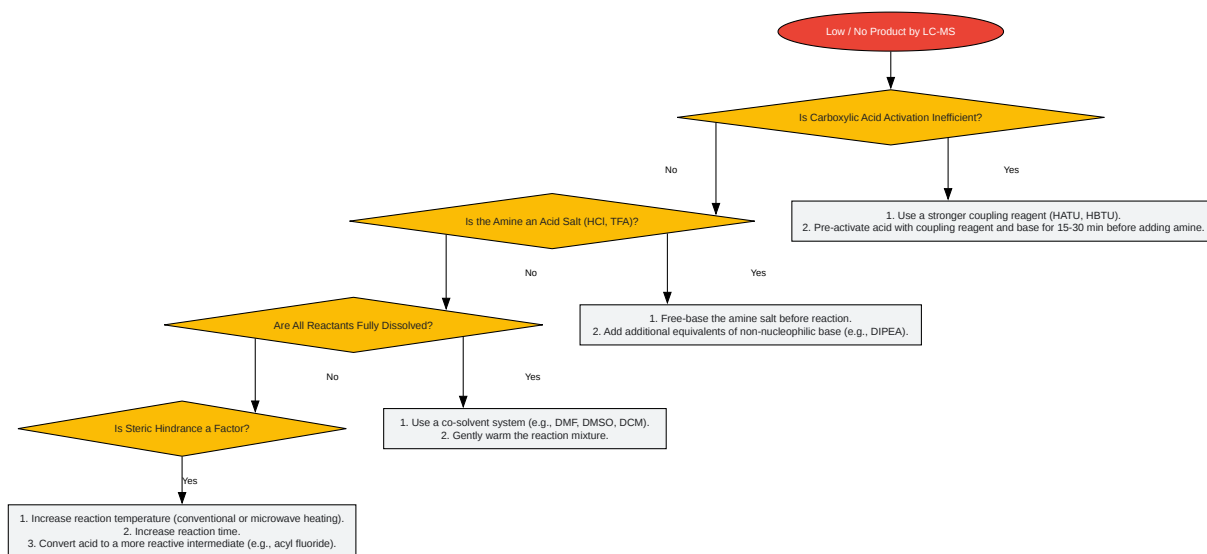 Low / No Product by LC-MS
Is Carboxylic Acid Activation Inefficient?
No
Yes
Is the Amine an Acid Salt (HCl, TFA)?
1. Use a stronger coupling reagent (HATU, HBTU).
2. Pre-activate acid with coupling reagent and base for 15-30 min before adding amine.
No
Yes
Are All Reactants Fully Dissolved?
1. Free-base the amine salt before reaction.
2. Add additional equivalents of non-nucleophilic base (e.g., DIPEA).
No
Yes
Is Steric Hindrance a Factor?
1. Use a co-solvent system (e.g., DMF, DMSO, DCM).
2. Gently warm the reaction mixture.
Yes
1. Increase reaction temperature (conventional or microwave heating).
2. Increase reaction time.
3. Convert acid to a more reactive intermediate (e.g., acyl fluoride).